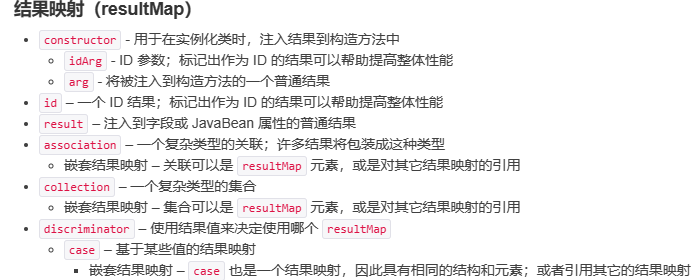 结果映射（resultMap）
constructor - 用于在实例化类时，注入结果到构造方法中
idArg - ID 参数；标记出作为 ID 的结果可以帮助提高整体性能
arg - 将被注入到构造方法的一个普通结果
id – 一个 ID 结果；标记出作为 ID 的结果可以帮助提高整体性能
result – 注入到字段或 JavaBean 属性的普通结果
association – 一个复杂类型的关联；许多结果将包装成这种类型
嵌套结果映射 – 关联可以是 resultMap 元素，或是对其它结果映射的引用
collection – 一个复杂类型的集合
嵌套结果映射 – 集合可以是 resultMap 元素，或是对其它结果映射的引用
discriminator – 使用结果值来决定使用哪个 resultMap
case – 基于某些值的结果映射
嵌套结果映射 – case 也是一个结果映射，因此具有相同的结构和元素；或者引用其它的结果映射